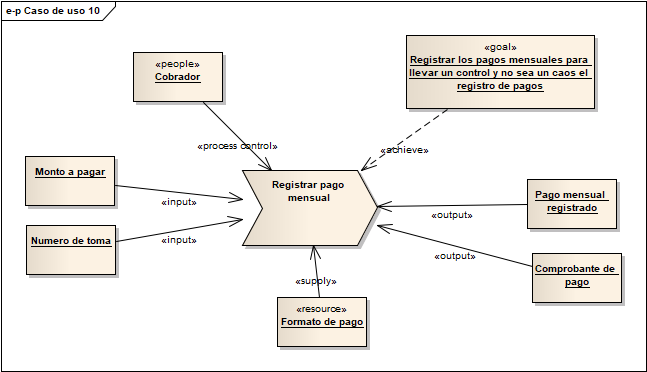 e-p Caso de uso 10
«people»
Cobrador
«goal»
Registrar los pagos mensuales para
llevar un control y no sea un caos el
registro de pagos
«process control»
«achieve»
Monto a pagar
«input»
Registrar pago
mensual
Pago mensual
registrado
«output»
Numero de toma
«input»
«output»
Comprobante de
pago
«supply»
«resource»
Formato de pago